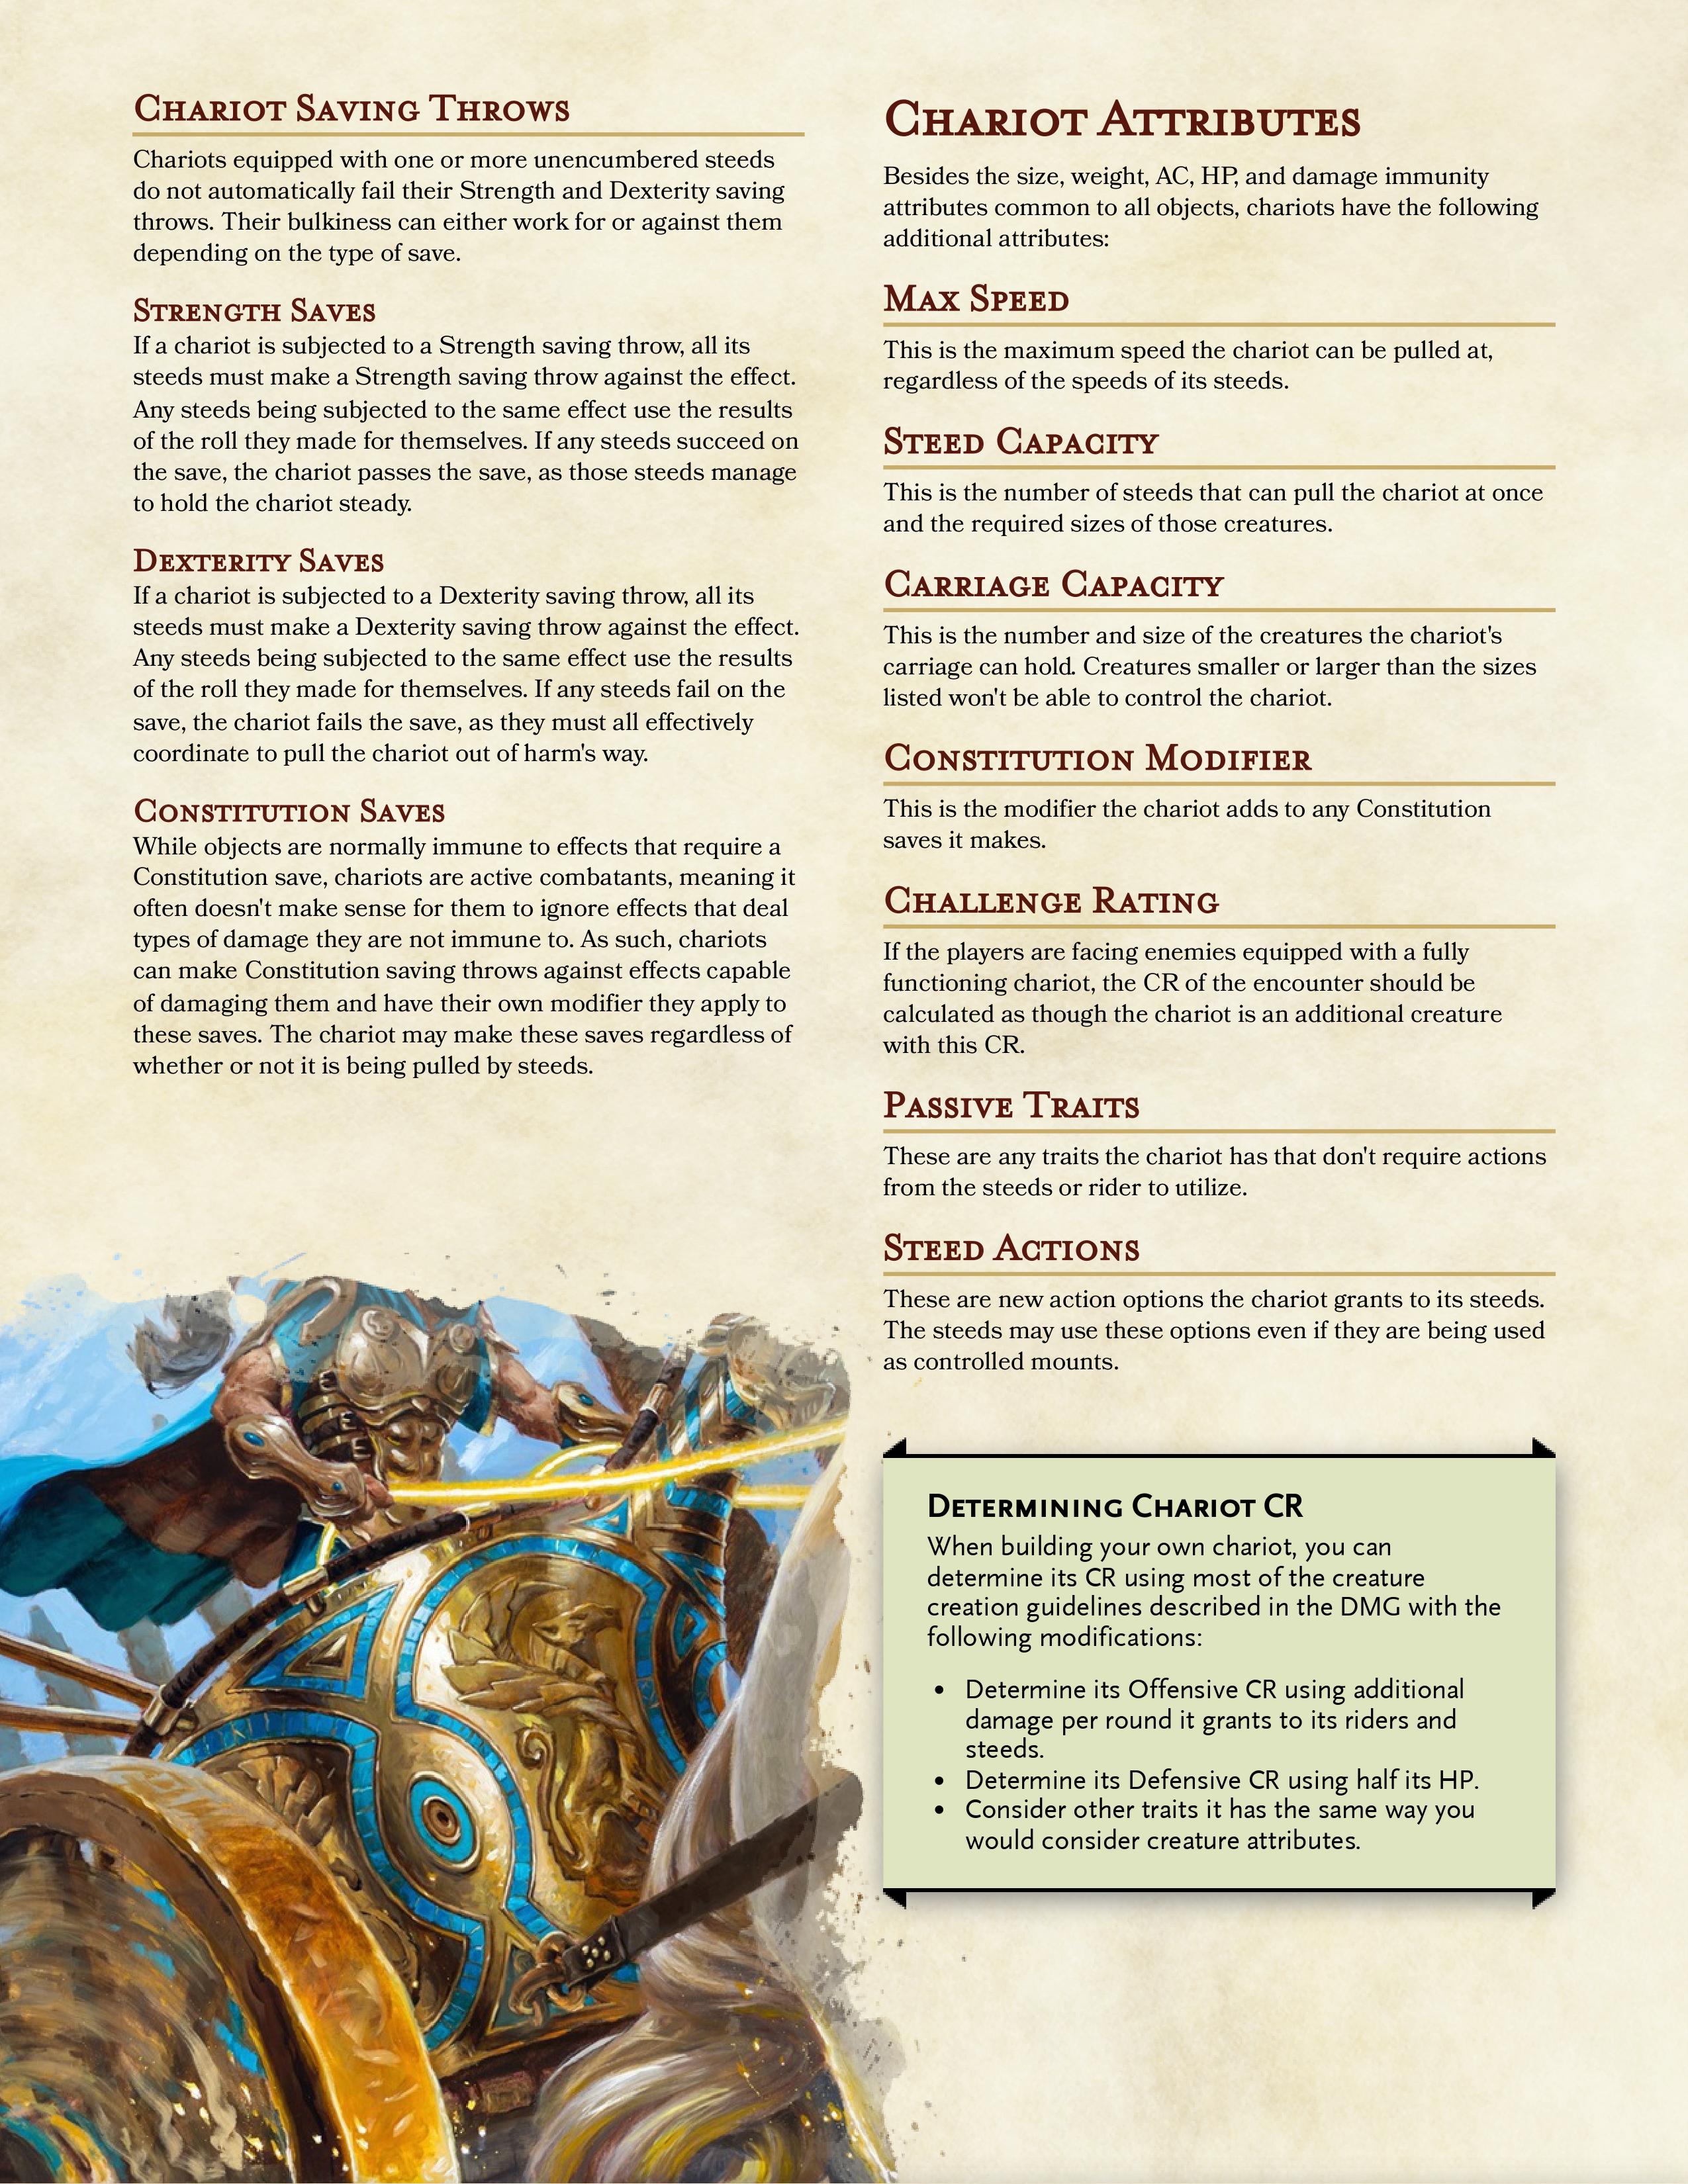 Chariot Saving Throws
Chariots equipped with one or more unencumbered steeds
do not automatically fail their Strength and Dexterity saving
throws. Their bulkiness can either work for or against them
depending on the type of save.
Strength Saves
If a chariot is subjected to a Strength saving throw, all its
steeds must make a Strength saving throw against the effect.
Any steeds being subjected to the same effect use the results
of the roll they made for themselves. If any steeds succeed on
the save, the chariot passes the save, as those steeds manage
to hold the chariot steady.
Dexterity Saves
If a chariot is subjected to a Dexterity saving throw, all its
steeds must make a Dexterity saving throw against the effect.
Any steeds being subjected to the same effect use the results
of the roll they made for themselves. If any steeds fail on the
save, the chariot fails the save, as they must all effectively
coordinate to pull the chariot out of harm's way.
Constitution Saves
While objects are normally immune to effects that require a
Constitution save, chariots are active combatants, meaning it
often doesn't make sense for them to ignore effects that deal
types of damage they are not immune to. As such, chariots
can make Constitution saving throws against effects capable
of damaging them and have their own modifier they apply to
these saves. The chariot may make these saves regardless of
whether or not it is being pulled by steeds.
Chariot Attributes
Besides the size, weight, AC, HP, and damage immunity
attributes common to all objects, chariots have the following
additional attributes:
Max Speed
This is the maximum speed the chariot can be pulled at,
regardless of the speeds of its steeds.
Steed Capacity
This is the number of steeds that can pull the chariot at once
and the required sizes of those creatures.
Carriage Capacity
This is the number and size of the creatures the chariot's
carriage can hold. Creatures smaller or larger than the sizes
listed won't be able to control the chariot.
Constitution Modifier
This is the modifier the chariot adds to any Constitution
saves it makes.
Challenge Rating
If the players are facing enemies equipped with a fully
functioning chariot, the CR of the encounter should be
calculated as though the chariot is an additional creature
with this CR.
Passive Traits
These are any traits the chariot has that don't require actions
from the steeds or rider to utilize.
Steed Actions
These are new action options the chariot grants to its steeds.
The steeds may use these options even if they are being used
as controlled mounts.
Determining Chariot CR
When building your own chariot, you can
determine its CR using most of the creature
creation guidelines described in the DMG with the
following modifications:
• Determine its Offensive CR using additional
damage per round it grants to its riders and
steeds.
• Determine its Defensive CR using half its HP.
• Consider other traits it has the same way you
would consider creature attributes.